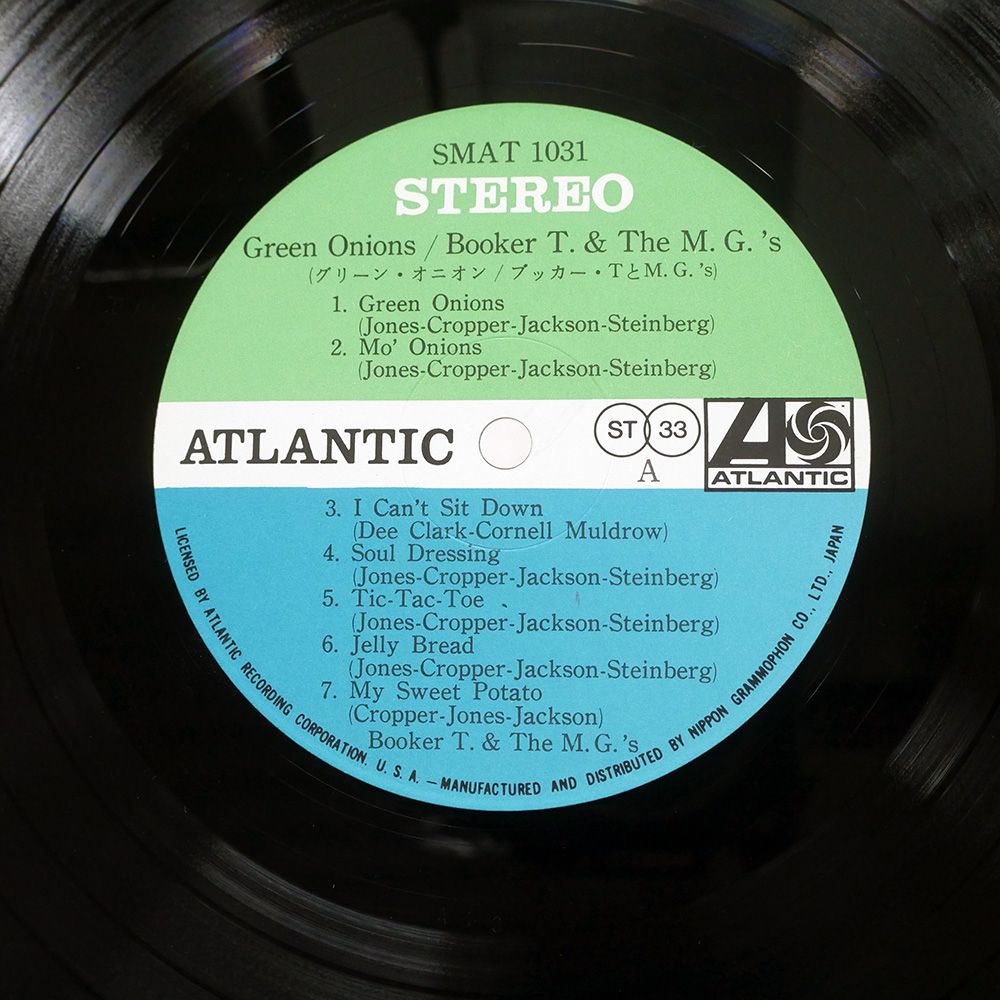 SMAT 1031
STEREO
Green Onions / Booker T. & The M. G. 's
(グリーン・オニオン / ブッカー・TとM. G. 's)
1. Green Onions
(Jones-Cropper-Jackson-Steinberg)
2. Mo' Onions
(Jones-Cropper-Jackson-Steinberg)
ATLANTIC
ST 33
A
ATLANTIC
3. I Can't Sit Down
(Dee Clark-Cornell Muldrow)
4. Soul Dressing
(Jones-Cropper-Jackson-Steinberg)
5. Tic-Tac-Toe
(Jones-Cropper-Jackson-Steinberg)
6. Jelly Bread
(Jones-Cropper-Jackson-Steinberg)
7. My Sweet Potato
(Cropper-Jones-Jackson)
Booker T. & The M. G. 's
LICENSED BY ATLANTIC RECORDING CORPORATION. U. S. A. — MANUFACTURED AND DISTRIBUTED BY NIPPON GRAMMOPHON CO., LTD., JAPAN